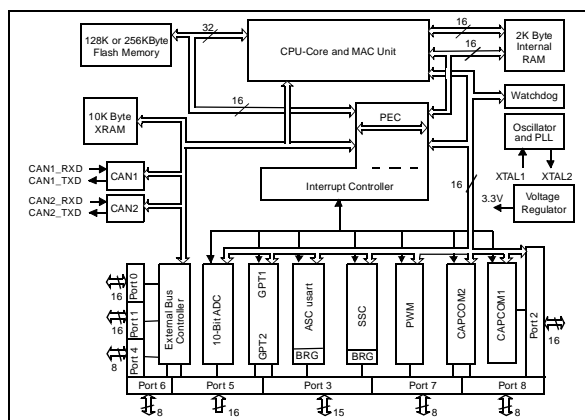 32
16
128K or 256KByte
Flash Memory
CPU-Core and MAC Unit
2K Byte
Internal
RAM
16
16
Watchdog
10K Byte
XRAM
PEC
Oscillator
and PLL
CAN1_RXD
CAN1_TXD
CAN1
XTAL1
XTAL2
CAN2_RXD
CAN2_TXD
CAN2
Interrupt Controller
16
3.3V
Voltage
Regulator
Port 0
16
Port 1
16
Port 4
8
External Bus
Controller
10-Bit ADC
GPT1
GPT2
ASC usart
BRG
SSC
BRG
PWM
CAPCOM2
CAPCOM1
Port 2
16
Port 6
Port 5
Port 3
Port 7
Port 8
8
16
15
8
8